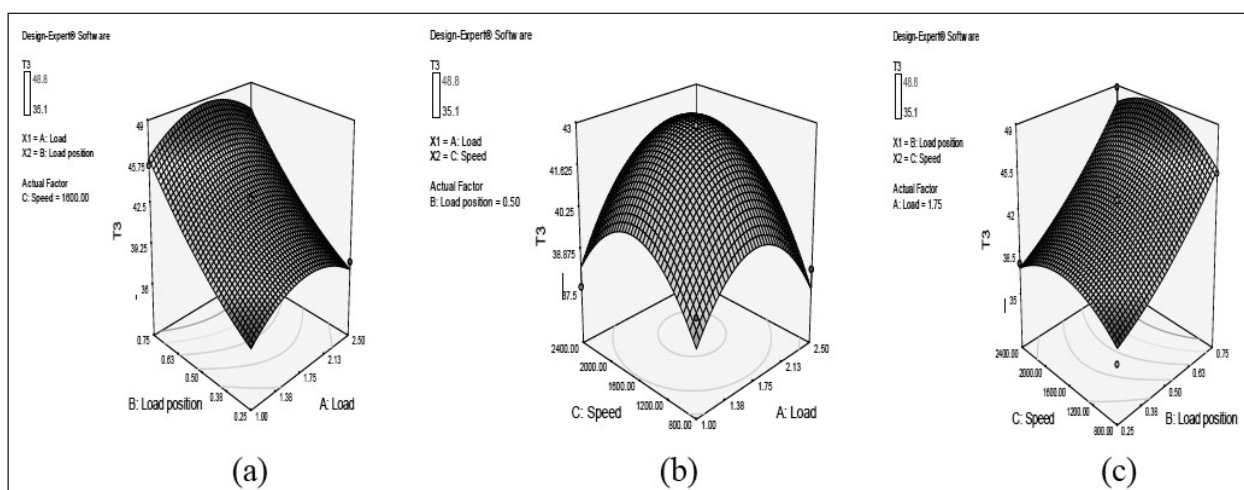 Design-Expert® Software
T3
48.8
35.1
X1 = A: Load
X2 = B: Load position
Actual Factor
C: Speed = 1600.00
49
45.75
42.5
39.25
36
T3
0.75
0.63
0.50
0.38
0.25
B: Load position
1.00
1.38
1.75
2.13
2.50
A: Load
(a)
Design-Expert® Software
T3
48.8
35.1
X1 = A: Load
X2 = C: Speed
Actual Factor
B: Load position = 0.50
43
41.625
40.25
38.875
37.5
T3
2400.00
2000.00
1600.00
1200.00
800.00
C: Speed
1.00
1.38
1.75
2.13
2.50
A: Load
(b)
Design-Expert® Software
T3
48.8
35.1
X1 = B: Load position
X2 = C: Speed
Actual Factor
A: Load = 1.75
49
45.5
42
38.5
35
T3
2400.00
2000.00
1600.00
1200.00
800.00
C: Speed
0.25
0.38
0.50
0.63
0.75
B: Load position
(c)